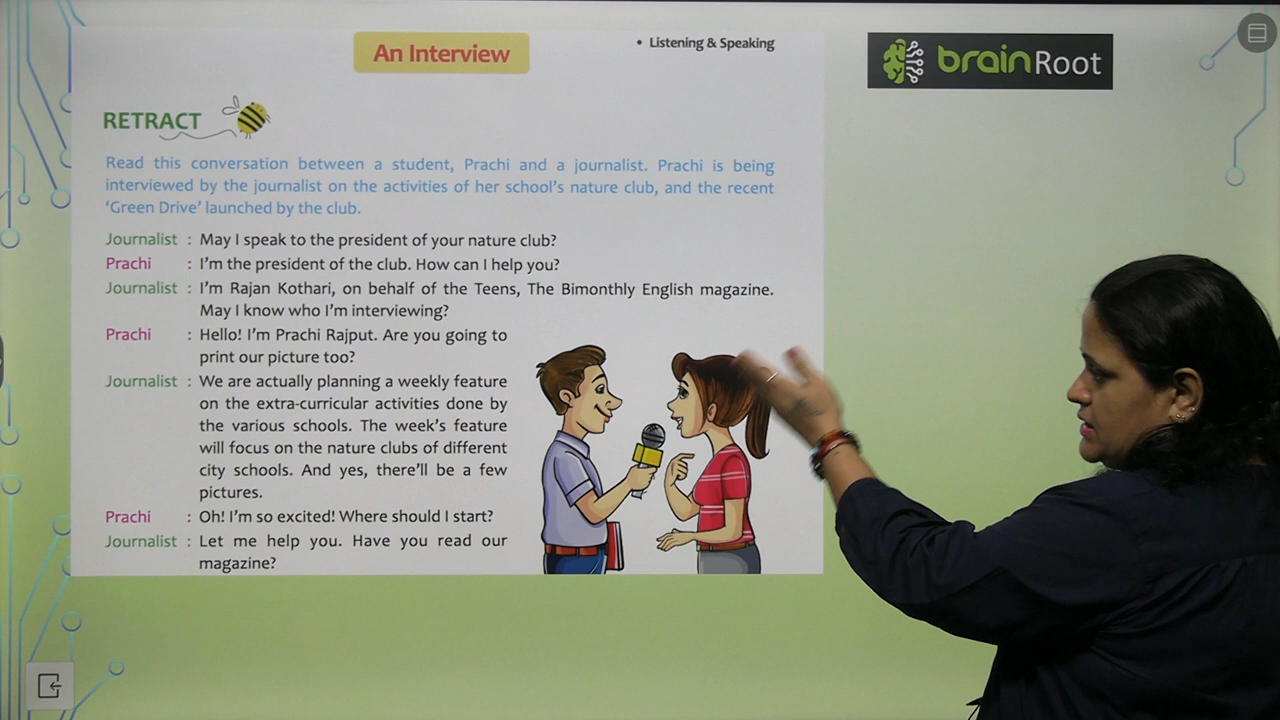 An Interview
• Listening & Speaking
brainRoot
RETRACT
Read this conversation between a student, Prachi and a journalist. Prachi is being
interviewed by the journalist on the activities of her school's nature club, and the recent
'Green Drive' launched by the club.
Journalist : May I speak to the president of your nature club?
Prachi : I'm the president of the club. How can I help you?
Journalist : I'm Rajan Kothari, on behalf of the Teens, The Bimonthly English magazine.
May I know who I'm interviewing?
Prachi : Hello! I'm Prachi Rajput. Are you going to
print our picture too?
Journalist : We are actually planning a weekly feature
on the extra-curricular activities done by
the various schools. The week's feature
will focus on the nature clubs of different
city schools. And yes, there'll be a few
pictures.
Prachi : Oh! I'm so excited! Where should I start?
Journalist : Let me help you. Have you read our
magazine?